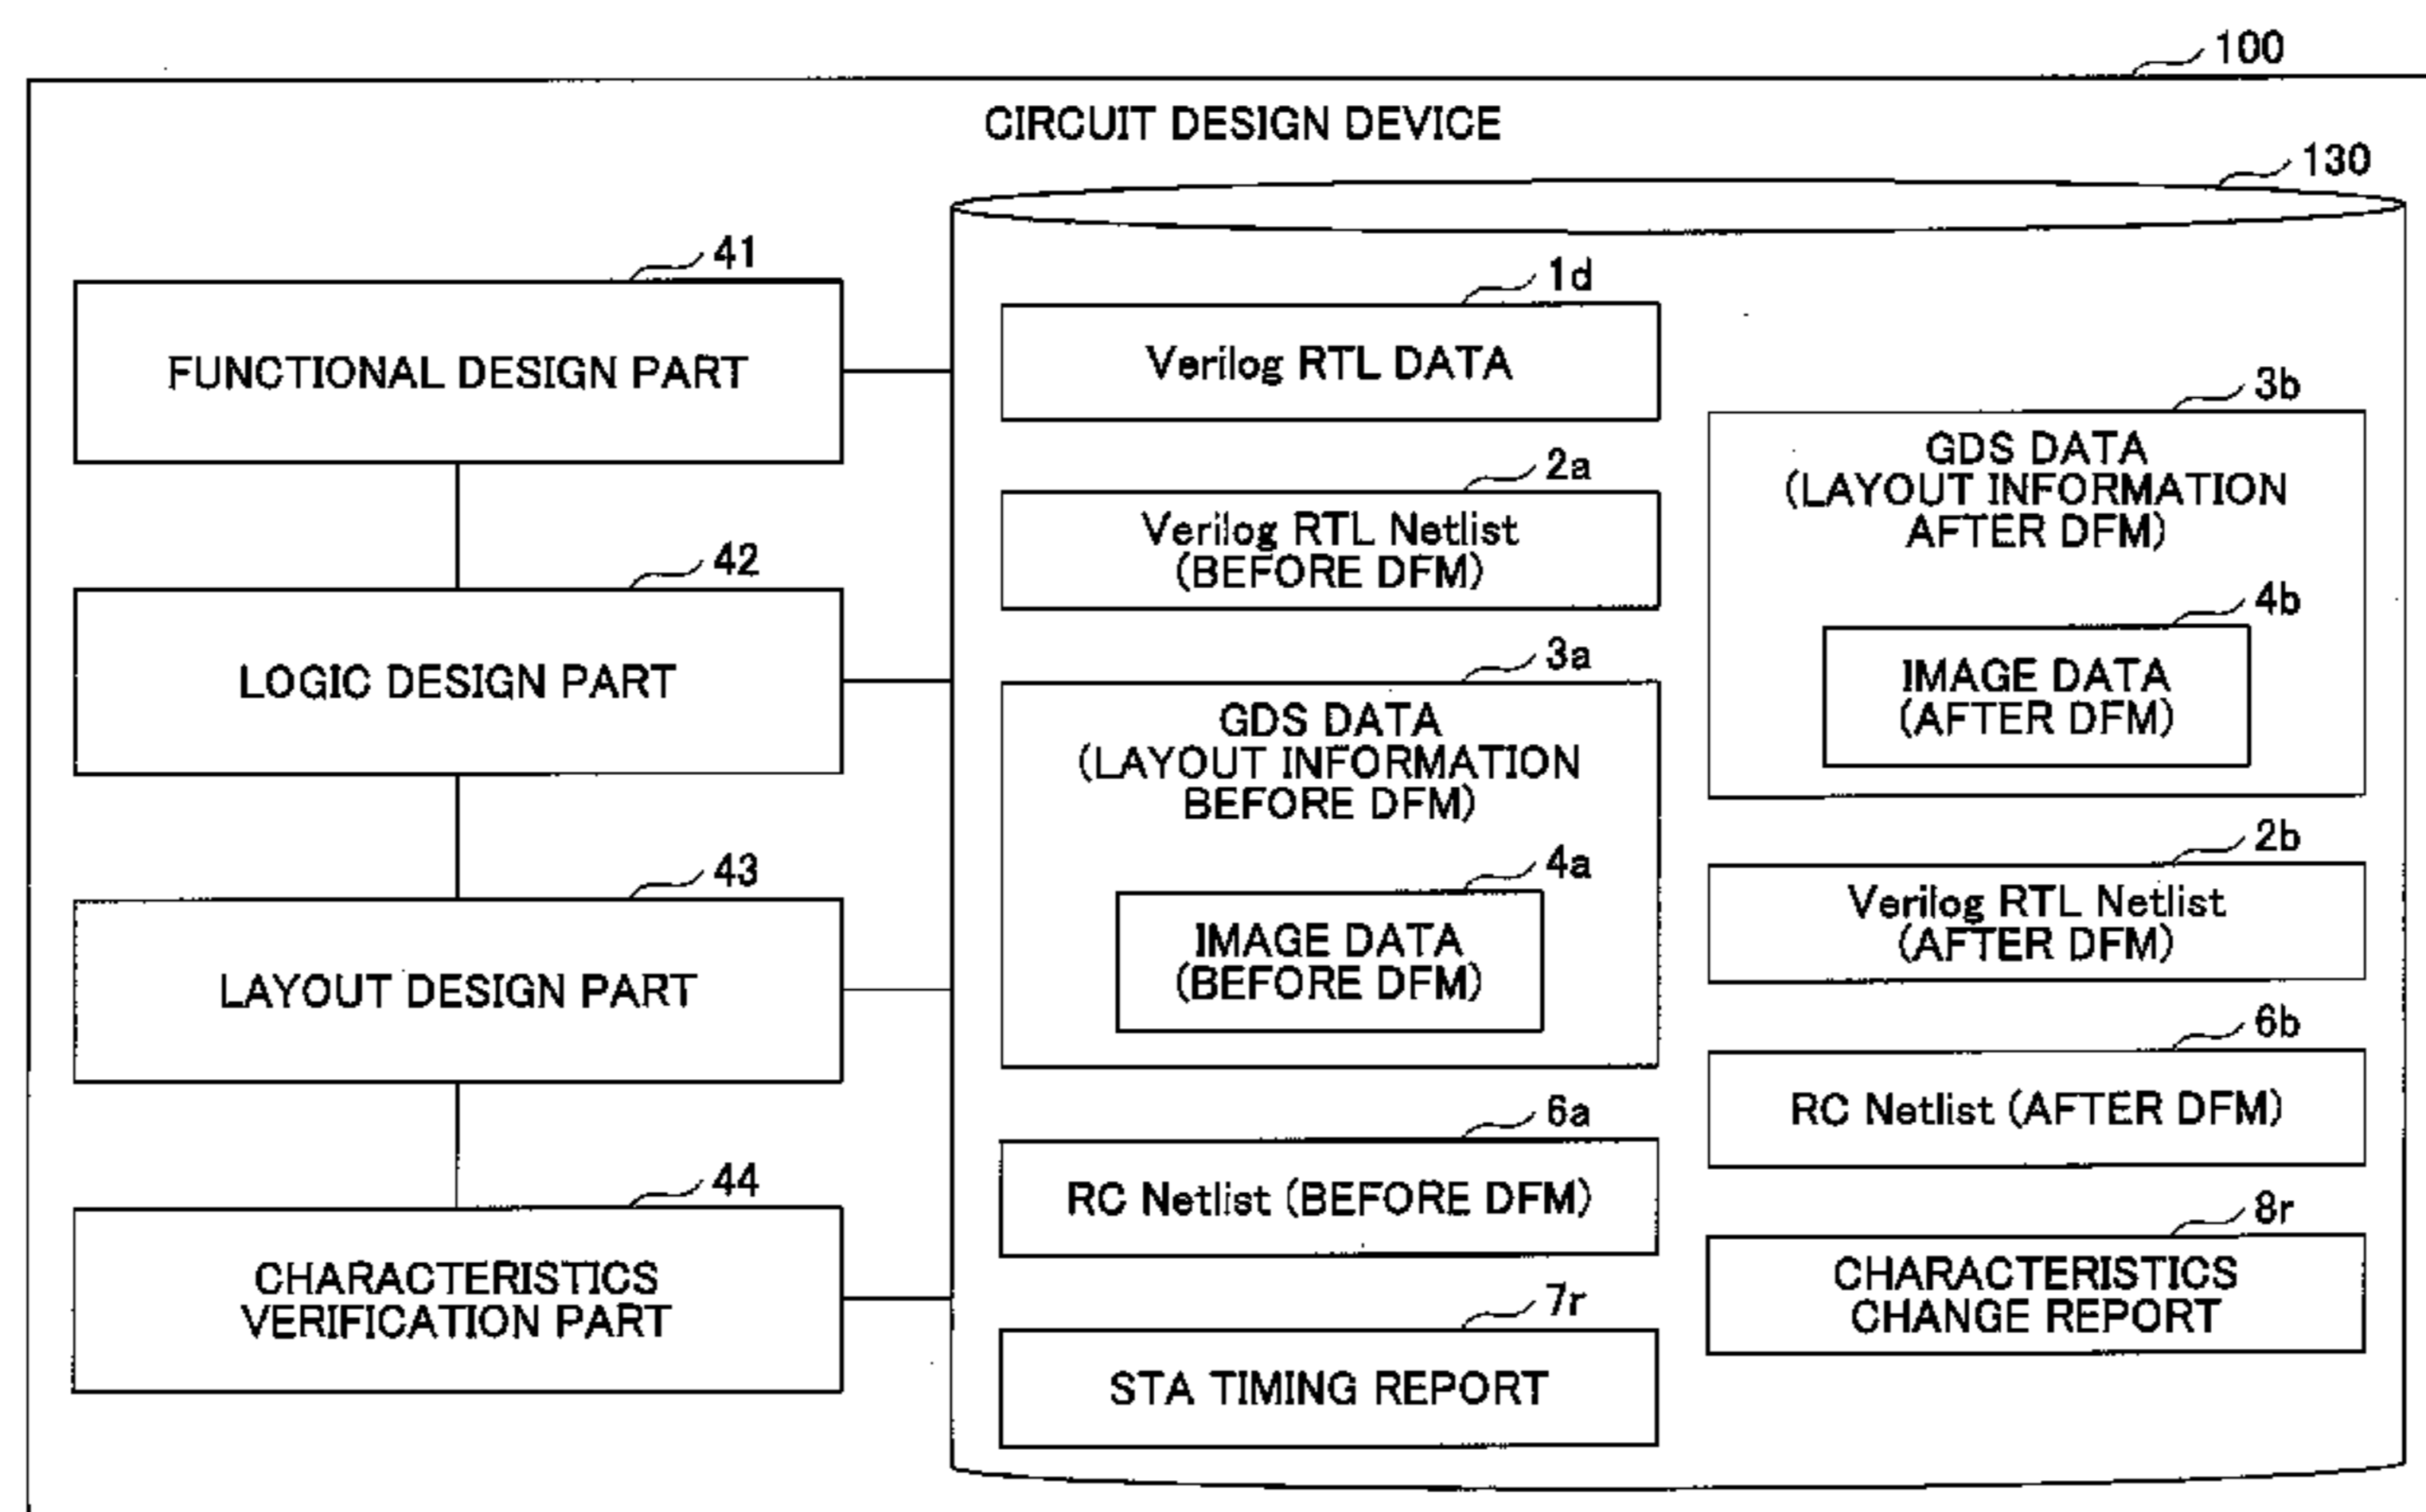 100
CIRCUIT DESIGN DEVICE
130
41
FUNCTIONAL DESIGN PART
42
LOGIC DESIGN PART
43
LAYOUT DESIGN PART
44
CHARACTERISTICS
VERIFICATION PART
1d
Verilog RTL DATA
2a
Verilog RTL Netlist
(BEFORE DFM)
3a
GDS DATA
(LAYOUT INFORMATION
BEFORE DFM)
4a
IMAGE DATA
(BEFORE DFM)
6a
RC Netlist (BEFORE DFM)
7r
STA TIMING REPORT
3b
GDS DATA
(LAYOUT INFORMATION
AFTER DFM)
4b
IMAGE DATA
(AFTER DFM)
2b
Verilog RTL Netlist
(AFTER DFM)
6b
RC Netlist (AFTER DFM)
8r
CHARACTERISTICS
CHANGE REPORT